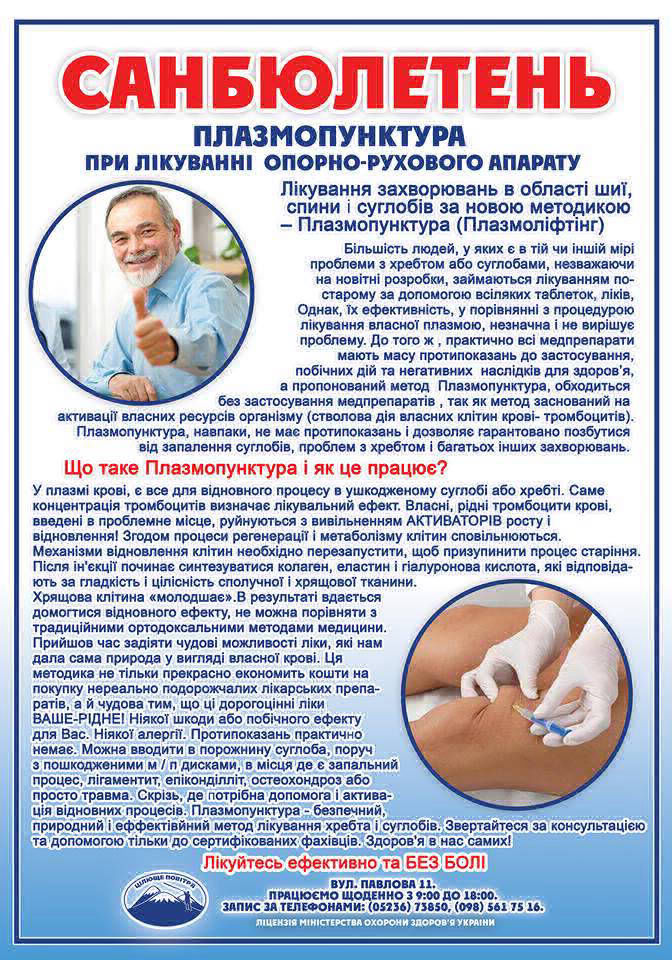 САНБЮЛЕТЕНЬ
ПЛАЗМОПУНКТУРА
ПРИ ЛІКУВАННІ ОПОРНО-РУХОВОГО АПАРАТУ
Лікування захворювань в області шиї,
спини і суглобів за новою методикою
– Плазмопунктура (Плазмоліфтінг)
Більшість людей, у яких є в тій чи іншій мірі
проблеми з хребтом або суглобами, незважаючи
на новітні розробки, займаються лікуванням по-
старому за допомогою всіляких таблеток, ліків,
Однак, їх ефективність, у порівнянні з процедурою
лікування власної плазмою, незначна і не вирішує
проблему. До того ж , практично всі медпрепарати
мають масу протипоказань до застосування,
побічних дій та негативних наслідків для здоров'я,
а пропонований метод Плазмопунктура, обходиться
без застосування медпрепаратів , так як метод заснований на
активації власних ресурсів організму (стволова дія власних клітин крові- тромбоцитів).
Плазмопунктура, навпаки, не має протипоказань і дозволяє гарантовано позбутися
від запалення суглобів, проблем з хребтом і багатьох інших захворювань.
Що таке Плазмопунктура і як це працює?
У плазмі крові, є все для відновного процесу в ушкодженому суглобі або хребті. Саме
концентрація тромбоцитів визначає лікувальний ефект. Власні, рідні тромбоцити крові,
введені в проблемне місце, руйнуються з вивільненням АКТИВАТОРІВ росту і
відновлення! Згодом процеси регенерації і метаболізму клітин сповільнюються.
Механізми відновлення клітин необхідно перезапустити, щоб призупинити процес старіння.
Після ін'єкції починає синтезуватися колаген, еластин і гіалуронова кислота, які відповіда-
ють за гладкість і цілісність сполучної і хрящової тканини.
Хрящова клітина «молодшає».В результаті вдається
домогтися відновного ефекту, не можна порівняти з
традиційними ортодоксальними методами медицини.
Прийшов час задіяти чудові можливості ліки, які нам
дала сама природа у вигляді власної крові. Ця
методика не тільки прекрасно економить кошти на
покупку нереально подорожчалих лікарських препа-
ратів, а й чудова тим, що ці дорогоцінні ліки
ВАШЕ-РІДНЕ! Ніякої шкоди або побічного ефекту
для Вас. Ніякої алергії. Протипоказань практично
немає. Можна вводити в порожнину суглоба, поруч
з пошкодженими м / п дисками, в місця де є запальний
процес, лігаментит, епікондилліт, остеохондроз або
просто травма. Скрізь, де потрібна допомога і актива-
ція відновних процесів. Плазмопунктура - безпечний,
природний і еффектівний метод лікування хребта і суглобів. Звертайтеся за консультацією
та допомогою тільки до сертифікованих фахівців. Здоров'я в нас самих!
Лікуйтесь ефективно та БЕЗ БОЛІ
ЦІЛЮЩЕ ПОВІТРЯ
ВУЛ. ПАВЛОВА 11.
ПРАЦЮЄМО ЩОДЕННО З 9:00 ДО 18:00.
ЗАПИС ЗА ТЕЛЕФОНАМИ: (05236) 73850, (098) 561 75 16.
ЛІЦЕНЗІЯ МІНІСТЕРСТВА ОХОРОНИ ЗДОРОВ'Я УКРАЇНИ